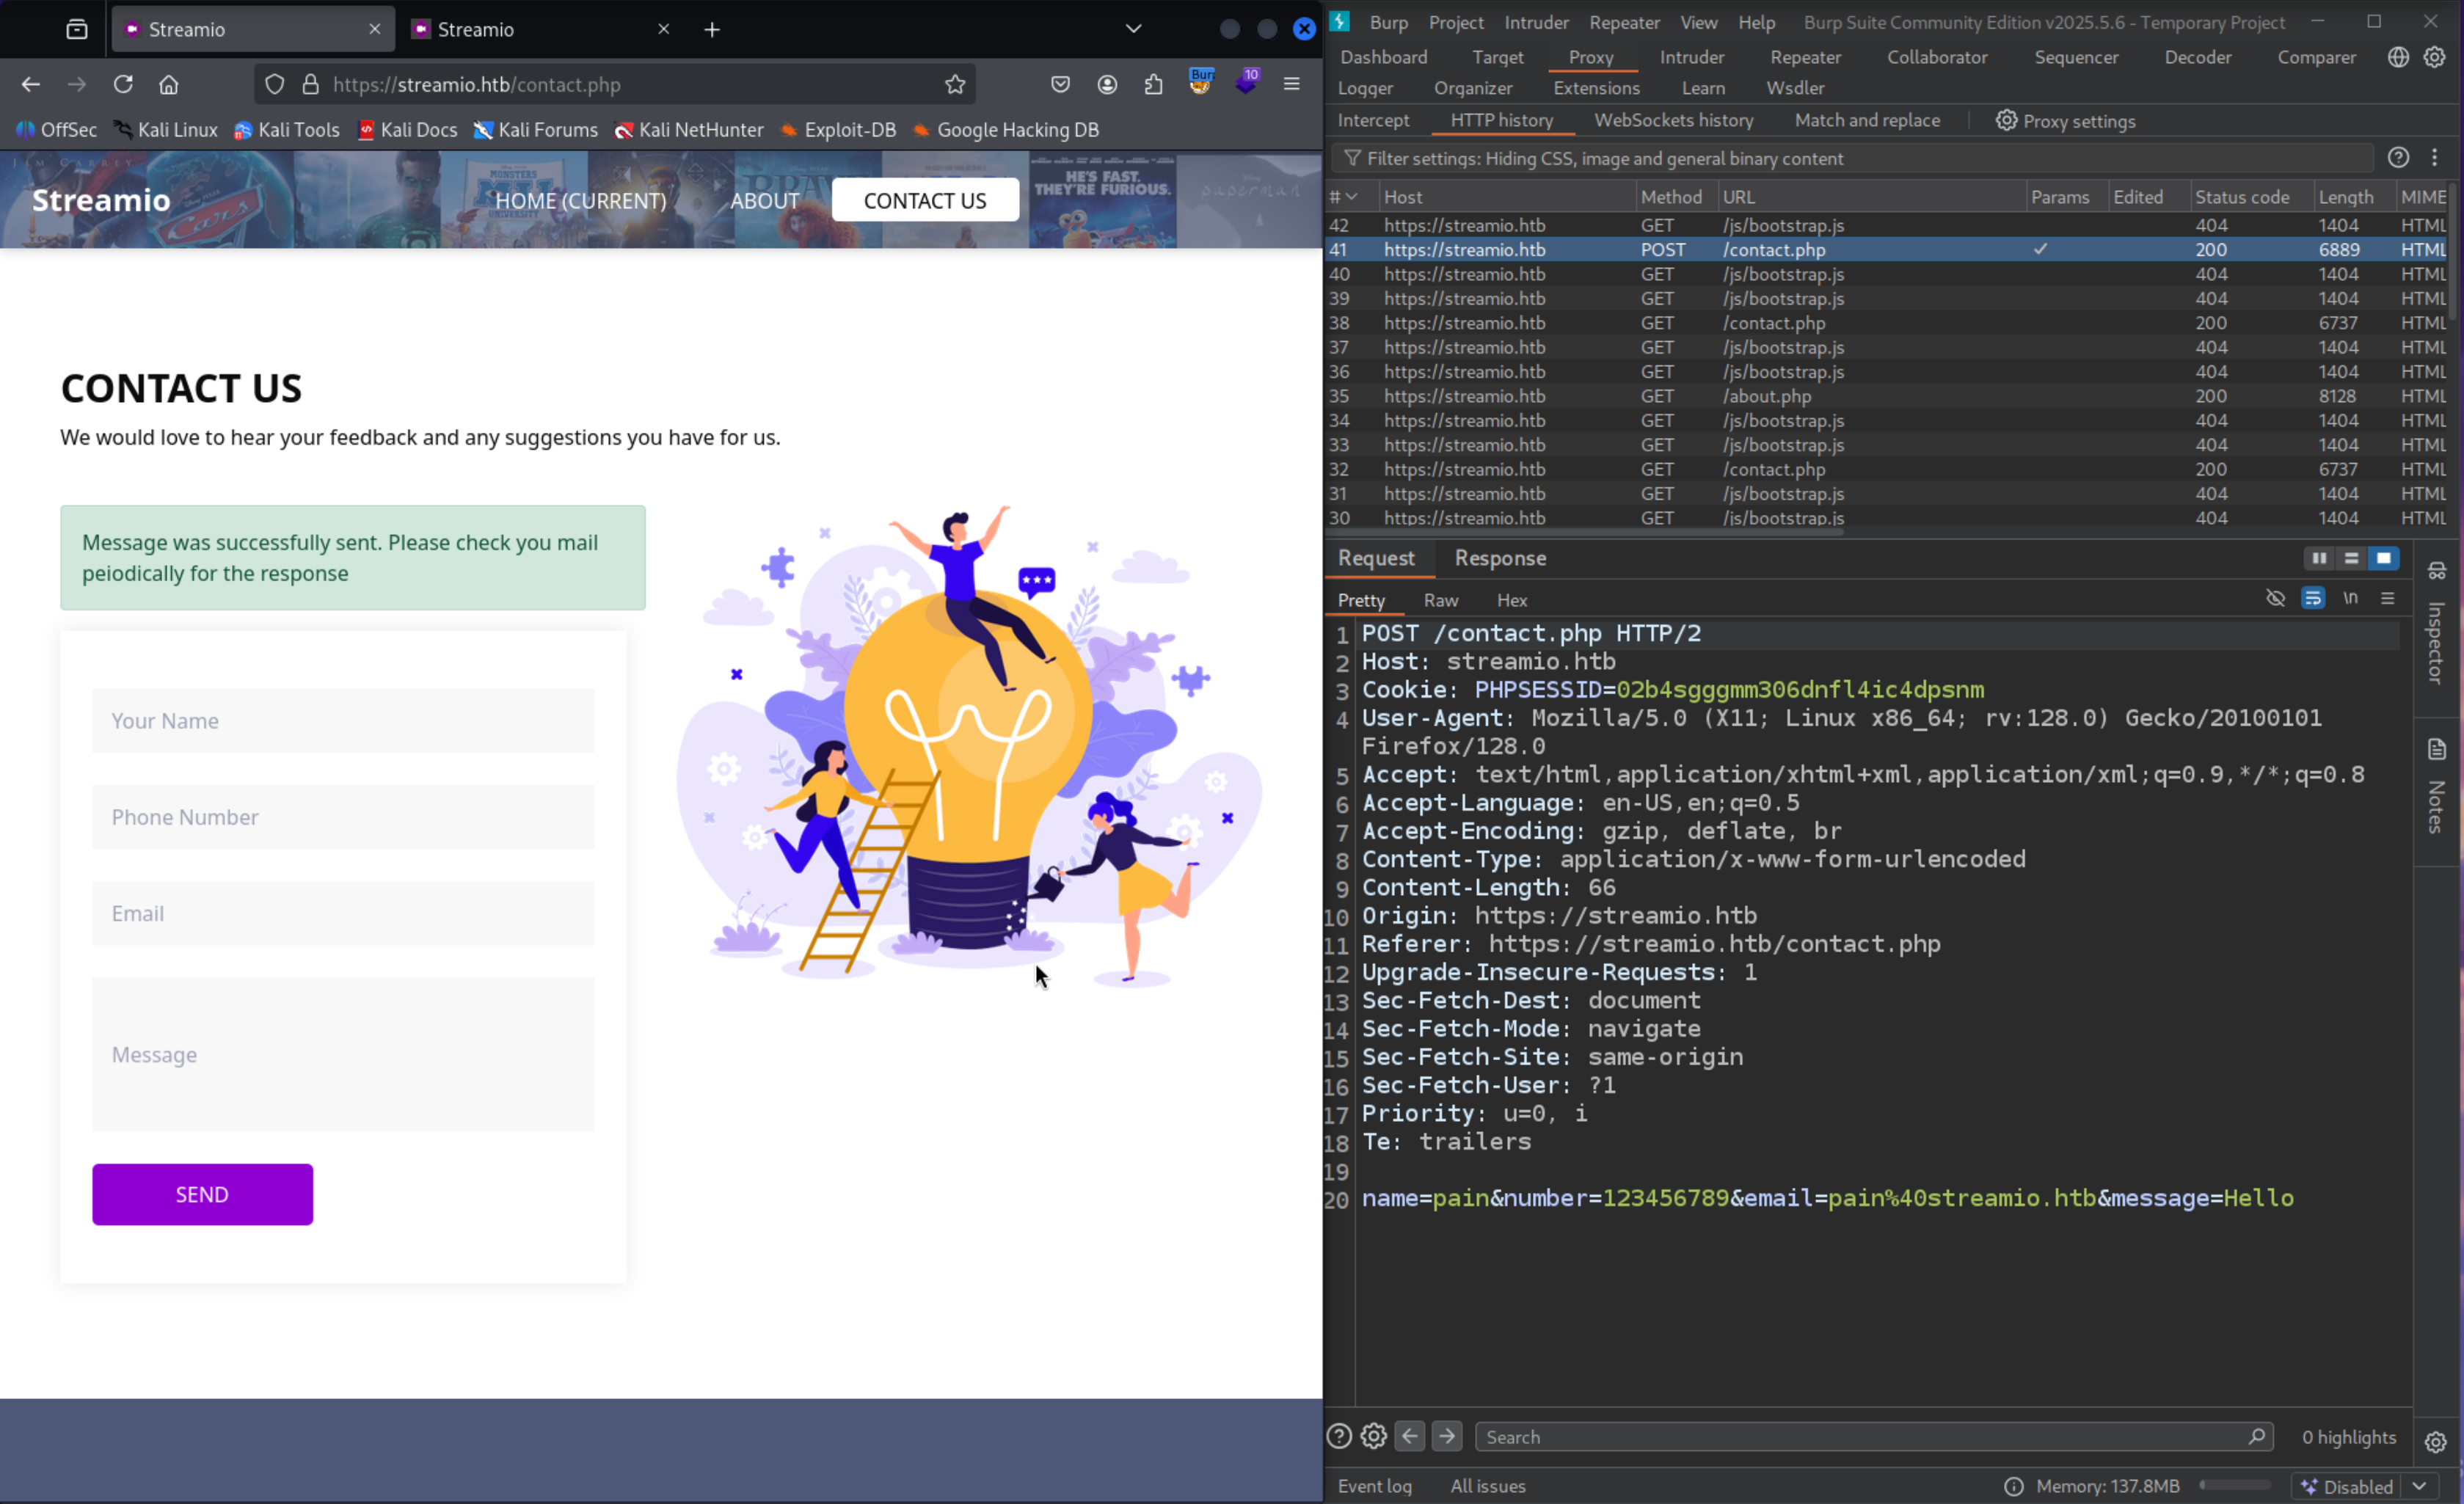 Streamio
Streamio
https://streamio.htb/contact.php
Burp
10
OffSec
Kali Linux
Kali Tools
Kali Docs
Kali Forums
Kali NetHunter
Exploit-DB
Google Hacking DB
JIM CARREY
MONSTERS
UNIVERSITY
HE'S FAST.
THEY'RE FURIOUS.
paperman
Streamio
HOME (CURRENT)
ABOUT
CONTACT US
CONTACT US
We would love to hear your feedback and any suggestions you have for us.
Message was successfully sent. Please check you mail
peiodically for the response
Your Name
Phone Number
Email
Message
SEND
Burp Project Intruder Repeater View Help Burp Suite Community Edition v2025.5.6 - Temporary Project
Dashboard Target Proxy Intruder Repeater Collaborator Sequencer Decoder Comparer
Logger Organizer Extensions Learn Wsdler
Intercept HTTP history WebSockets history Match and replace Proxy settings
Filter settings: Hiding CSS, image and general binary content
# Host Method URL Params Edited Status code Length MIME
42 https://streamio.htb GET /js/bootstrap.js 404 1404 HTML
41 https://streamio.htb POST /contact.php ✓ 200 6889 HTML
40 https://streamio.htb GET /js/bootstrap.js 404 1404 HTML
39 https://streamio.htb GET /js/bootstrap.js 404 1404 HTML
38 https://streamio.htb GET /contact.php 200 6737 HTML
37 https://streamio.htb GET /js/bootstrap.js 404 1404 HTML
36 https://streamio.htb GET /js/bootstrap.js 404 1404 HTML
35 https://streamio.htb GET /about.php 200 8128 HTML
34 https://streamio.htb GET /js/bootstrap.js 404 1404 HTML
33 https://streamio.htb GET /js/bootstrap.js 404 1404 HTML
32 https://streamio.htb GET /contact.php 200 6737 HTML
31 https://streamio.htb GET /js/bootstrap.js 404 1404 HTML
30 https://streamio.htb GET /js/bootstrap.js 404 1404 HTML
Request Response
Pretty Raw Hex
\n
1 POST /contact.php HTTP/2
2 Host: streamio.htb
3 Cookie: PHPSESSID=02b4sgggmm306dnfl4ic4dpsnm
4 User-Agent: Mozilla/5.0 (X11; Linux x86_64; rv:128.0) Gecko/20100101
Firefox/128.0
5 Accept: text/html,application/xhtml+xml,application/xml;q=0.9,*/*;q=0.8
6 Accept-Language: en-US,en;q=0.5
7 Accept-Encoding: gzip, deflate, br
8 Content-Type: application/x-www-form-urlencoded
9 Content-Length: 66
10 Origin: https://streamio.htb
11 Referer: https://streamio.htb/contact.php
12 Upgrade-Insecure-Requests: 1
13 Sec-Fetch-Dest: document
14 Sec-Fetch-Mode: navigate
15 Sec-Fetch-Site: same-origin
16 Sec-Fetch-User: ?1
17 Priority: u=0, i
18 Te: trailers
19
20 name=pain&number=123456789&email=pain%40streamio.htb&message=Hello
Inspector
Notes
Search
0 highlights
Event log All issues
Memory: 137.8MB
Disabled